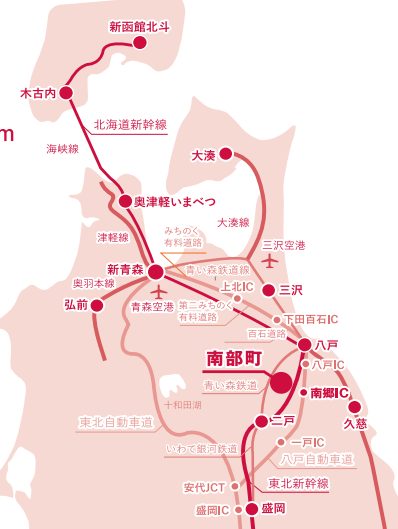 新函館北斗
木古内
m
北海道新幹線
海峡線
大湊
奥津軽いまべつ
大湊線
みちのく
有料道路
津軽線
三沢空港
新青森
青い森鉄道線
奥羽本線
上北IC
三沢
弘前
青森空港
第二みちのく
有料道路
下田百石IC
百石道路
八戸
南部町
八戸IC
青い森鉄道
南郷IC
十和田湖
久慈
東北自動車道
二戸
一戸IC
いわて銀河鉄道
八戸自動車道
安代JCT
東北新幹線
盛岡IC
盛岡